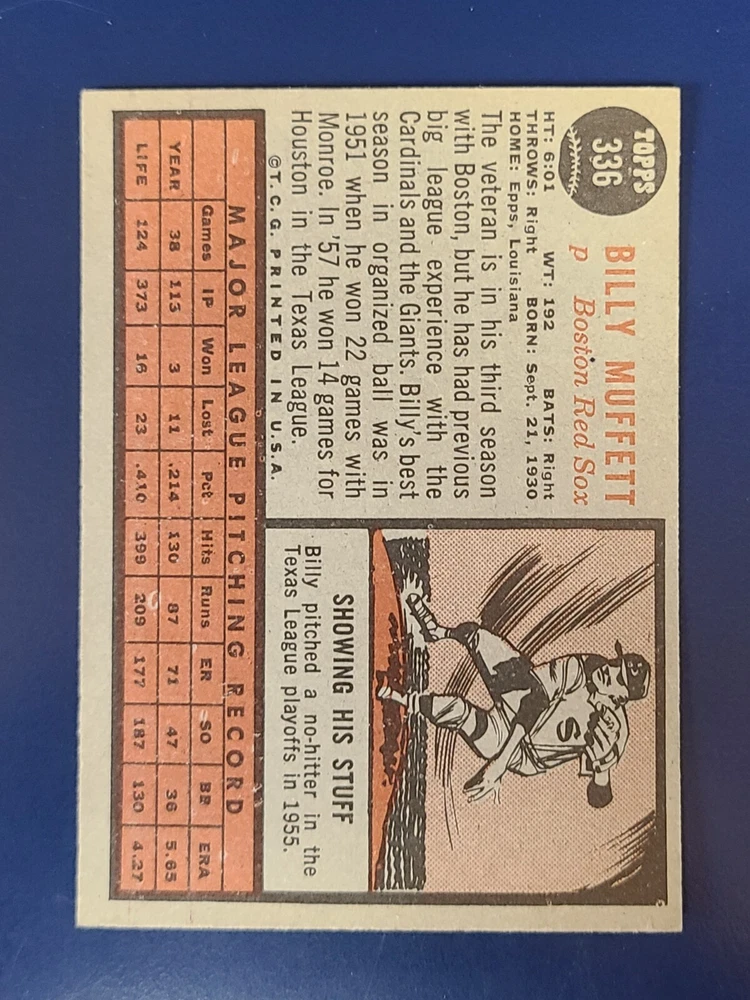 TOPPS
336
BILLY MUFFETT
p Boston Red Sox
HT: 6:01 WT: 192 BATS: Right
THROWS: Right BORN: Sept. 21, 1930
HOME: Epps, Louisiana
The veteran is in his third season
with Boston, but he has had previous
big league experience with the
Cardinals and the Giants. Billy's best
season in organized ball was in
1951 when he won 22 games with
Monroe. In '57 he won 14 games for
Houston in the Texas League.
©T. C. G. PRINTED IN U.S.A.
S
SHOWING HIS STUFF
Billy pitched a no-hitter in the
Texas League playoffs in 1955.
MAJOR LEAGUE PITCHING RECORD
Games IP Won Lost Pct. Hits Runs ER SO BB ERA
YEAR 38 113 3 11 .214 130 87 71 47 36 5.65
LIFE 124 373 16 23 .410 399 209 177 187 130 4.27